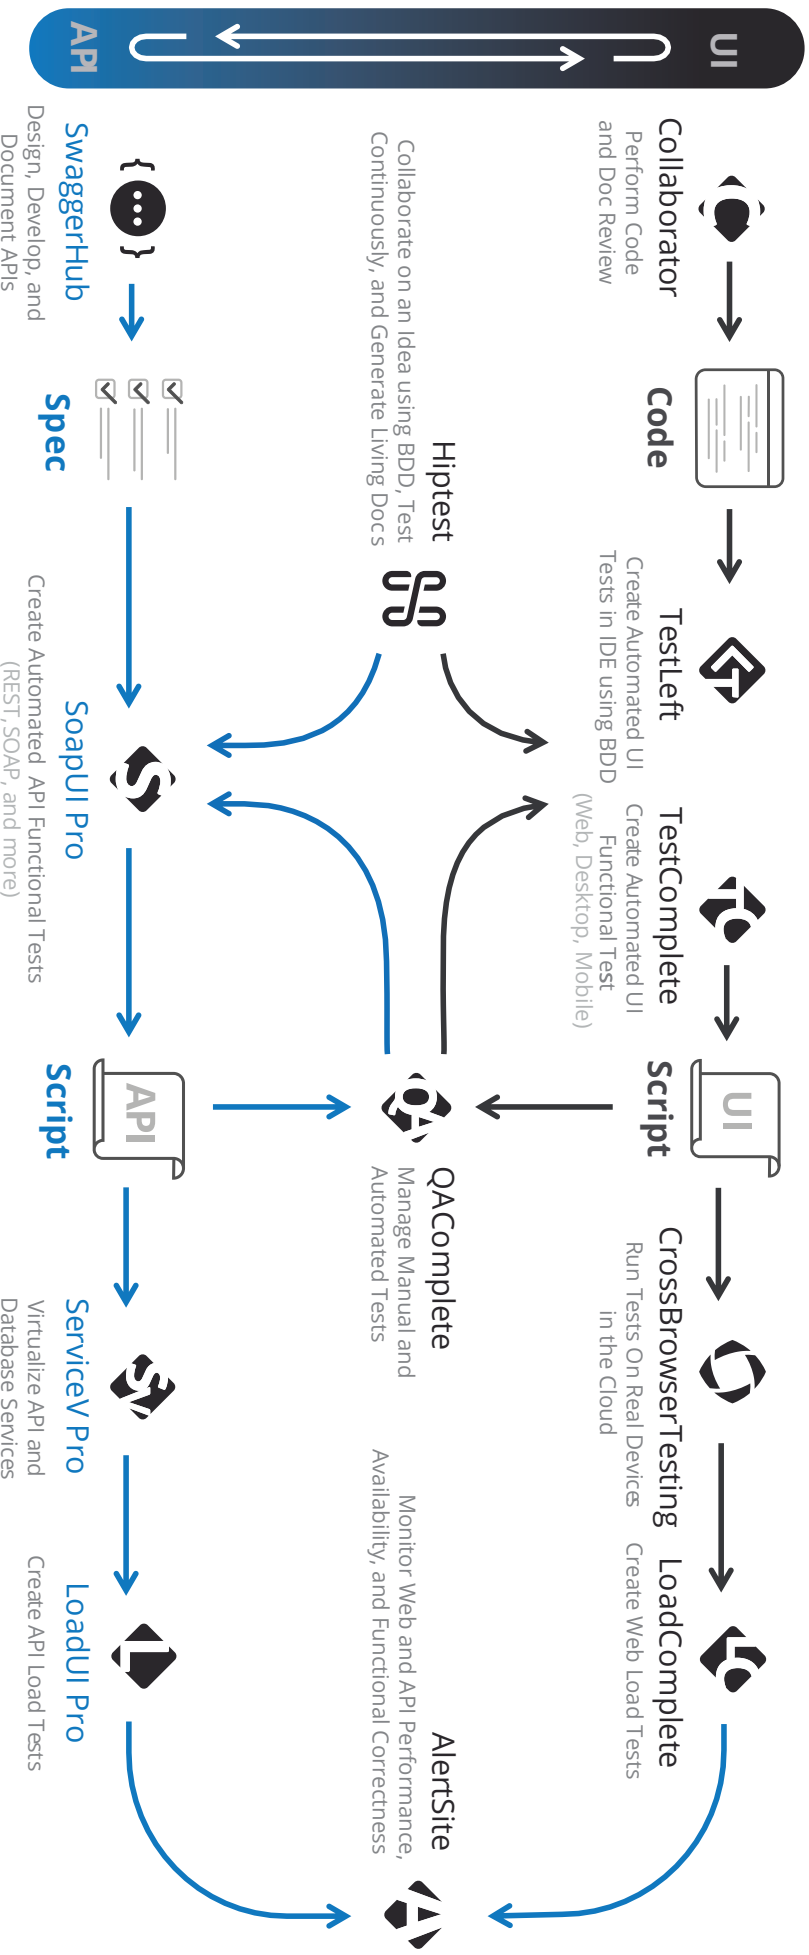 UI
API
Collaborator
Perform Code
and Doc Review
Code
TestLeft
Create Automated UI
Tests in IDE using BDD
TestComplete
Create Automated UI
Functional Test
(Web, Desktop, Mobile)
UI
Script
CrossBrowserTesting
Run Tests On Real Devices
in the Cloud
LoadComplete
Create Web Load Tests
Hiptest
Collaborate on an Idea using BDD, Test
Continuously, and Generate Living Docs
QA
QAComplete
Manage Manual and
Automated Tests
AlertSite
Monitor Web and API Performance,
Availability, and Functional Correctness
SwaggerHub
Design, Develop, and
Document APIs
Spec
SoapUI Pro
Create Automated API Functional Tests
(REST, SOAP, and more)
API
Script
SV
ServiceV Pro
Virtualize API and
Database Services
L
LoadUI Pro
Create API Load Tests